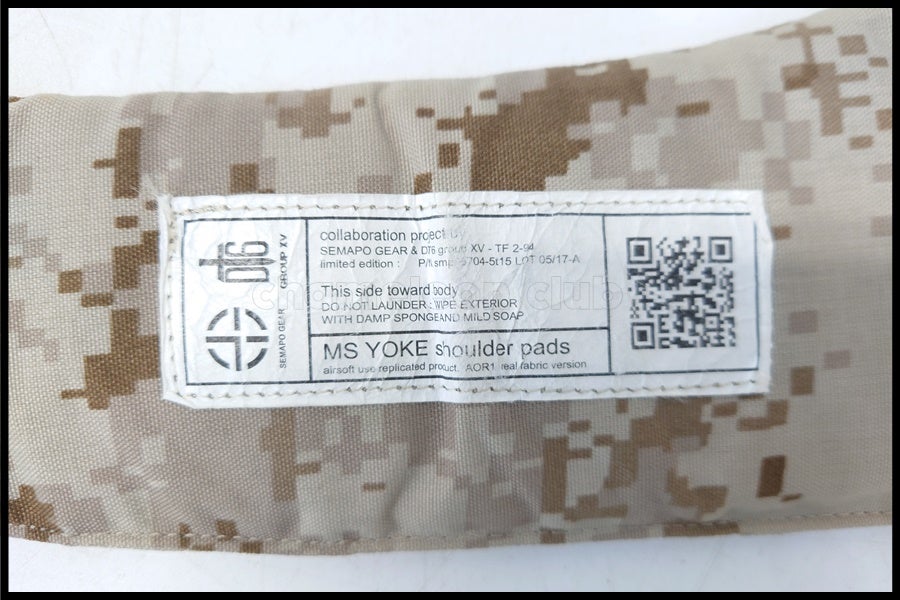 DT6
GROUP XV
SEMAPO GEAR
collaboration project by
SEMAPO GEAR & DT6 group XV - TF 2-94
limited edition : 5704-5t15 LOT 05/17-A
This side toward body
DO NOT LAUNDER : WIPE EXTERIOR
WITH DAMP SPONGE AND MILD SOAP
MS YOKE shoulder pads
airsoft use replicated product. AOR1 real fabric version